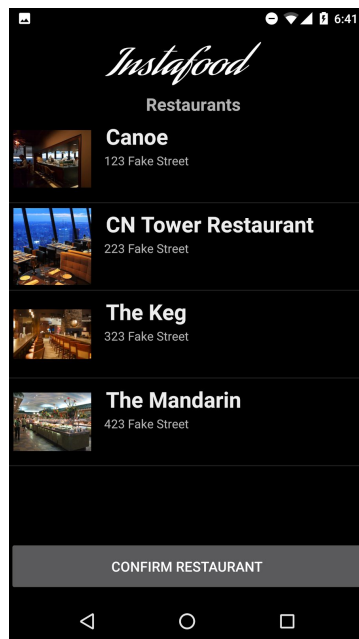 6:41
Instafood
Restaurants
Canoe
123 Fake Street
CN Tower Restaurant
223 Fake Street
The Keg
323 Fake Street
The Mandarin
423 Fake Street
CONFIRM RESTAURANT